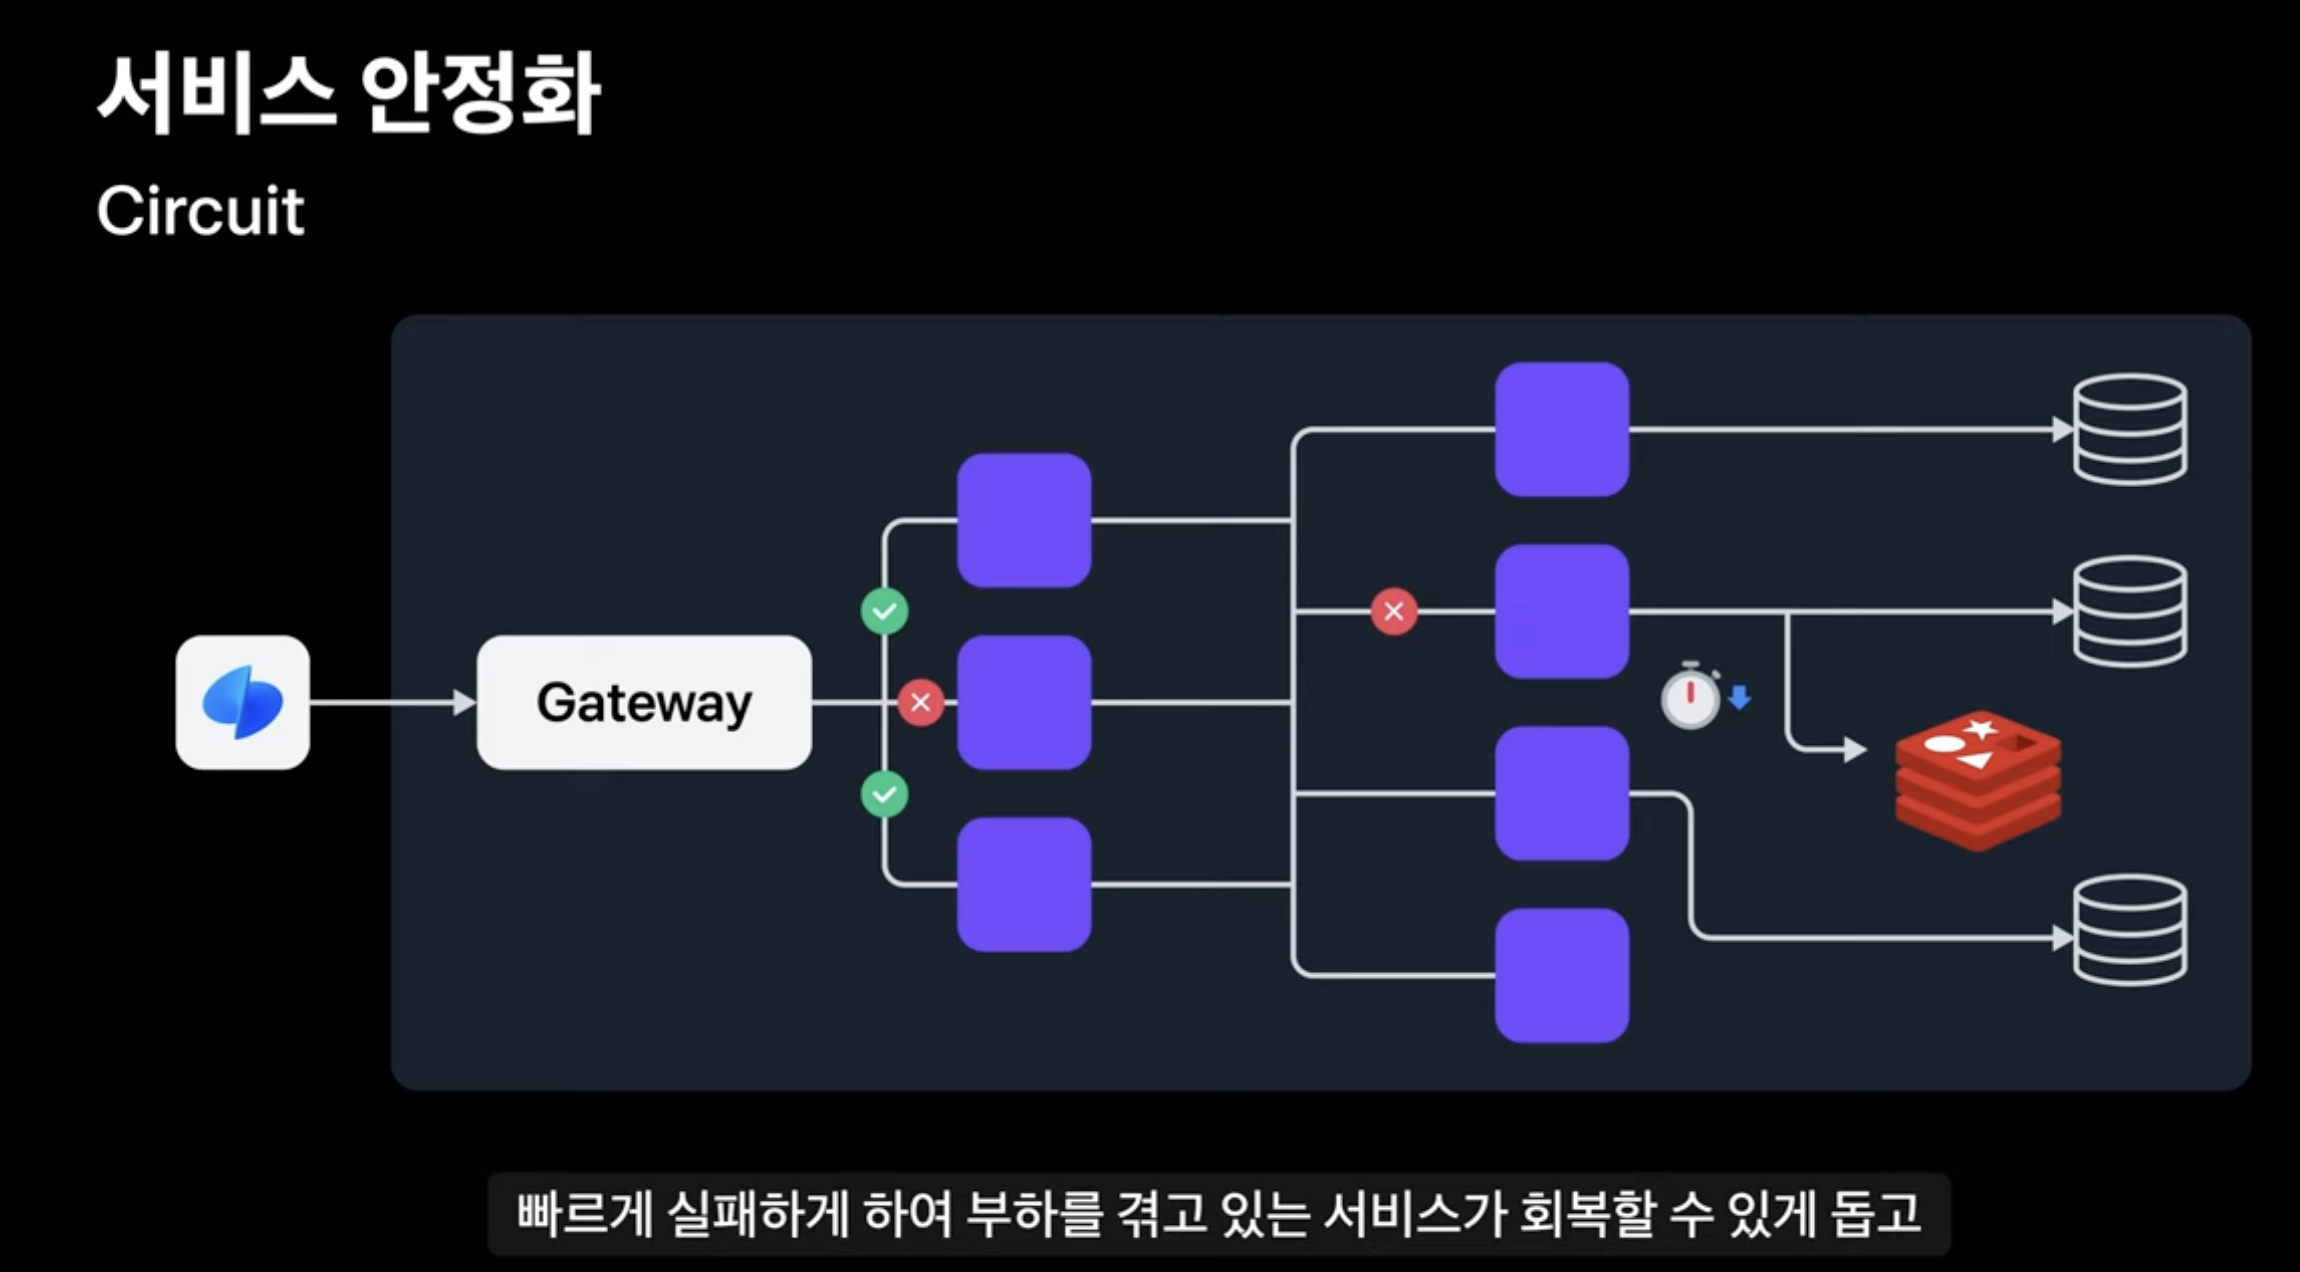 서비스 안정화
Circuit
Gateway
빠르게 실패하게 하여 부하를 겪고 있는 서비스가 회복할 수 있게 돕고